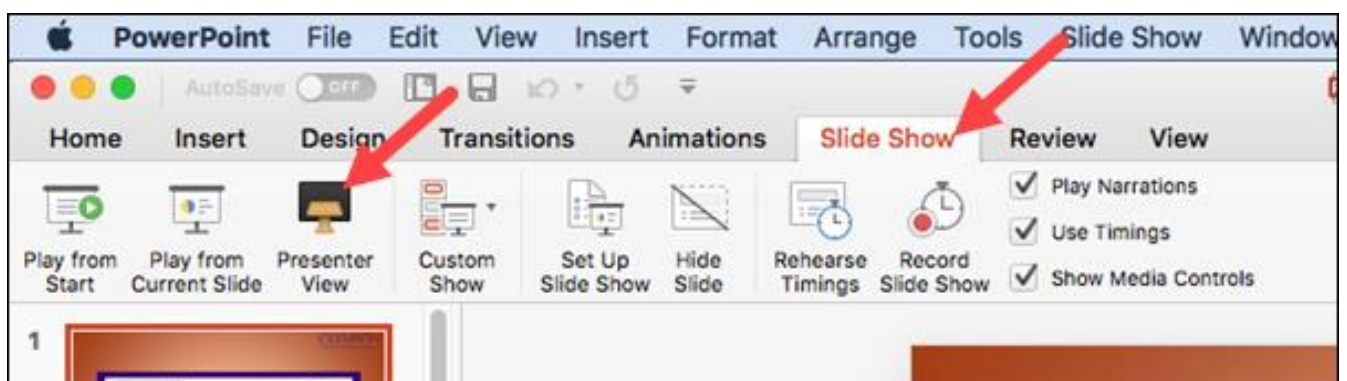 PowerPoint File Edit View Insert Format Arrange Tools Slide Show Window
AutoSave OFF
Home Insert Design Transitions Animations Slide Show Review View
Play from Start
Play from Current Slide
Presenter View
Custom Show
Set Up Slide Show
Hide Slide
Rehearse Timings
Record Slide Show
Play Narrations
Use Timings
Show Media Controls
1